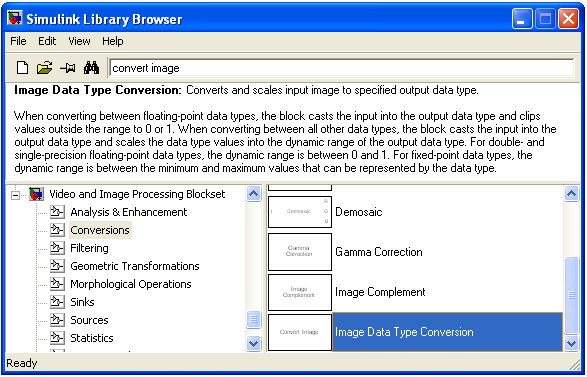 Simulink Library Browser
File Edit View Help
convert image
Image Data Type Conversion: Converts and scales input image to specified output data type.
When converting between floating-point data types, the block casts the input into the output data type and clips
values outside the range to 0 or 1. When converting between all other data types, the block casts the input into the
output data type and scales the data type values into the dynamic range of the output data type. For double- and
single-precision floating-point data types, the dynamic range is between 0 and 1. For fixed-point data types, the
dynamic range is between the minimum and maximum values that can be represented by the data type.
Video and Image Processing Blockset
Analysis & Enhancement
Conversions
Filtering
Geometric Transformations
Morphological Operations
Sinks
Sources
Statistics
I Demosaic R G B
Demosaic
Gamma
Correction
Gamma Correction
Image
Complement
Image Complement
Convert Image
Image Data Type Conversion
Ready